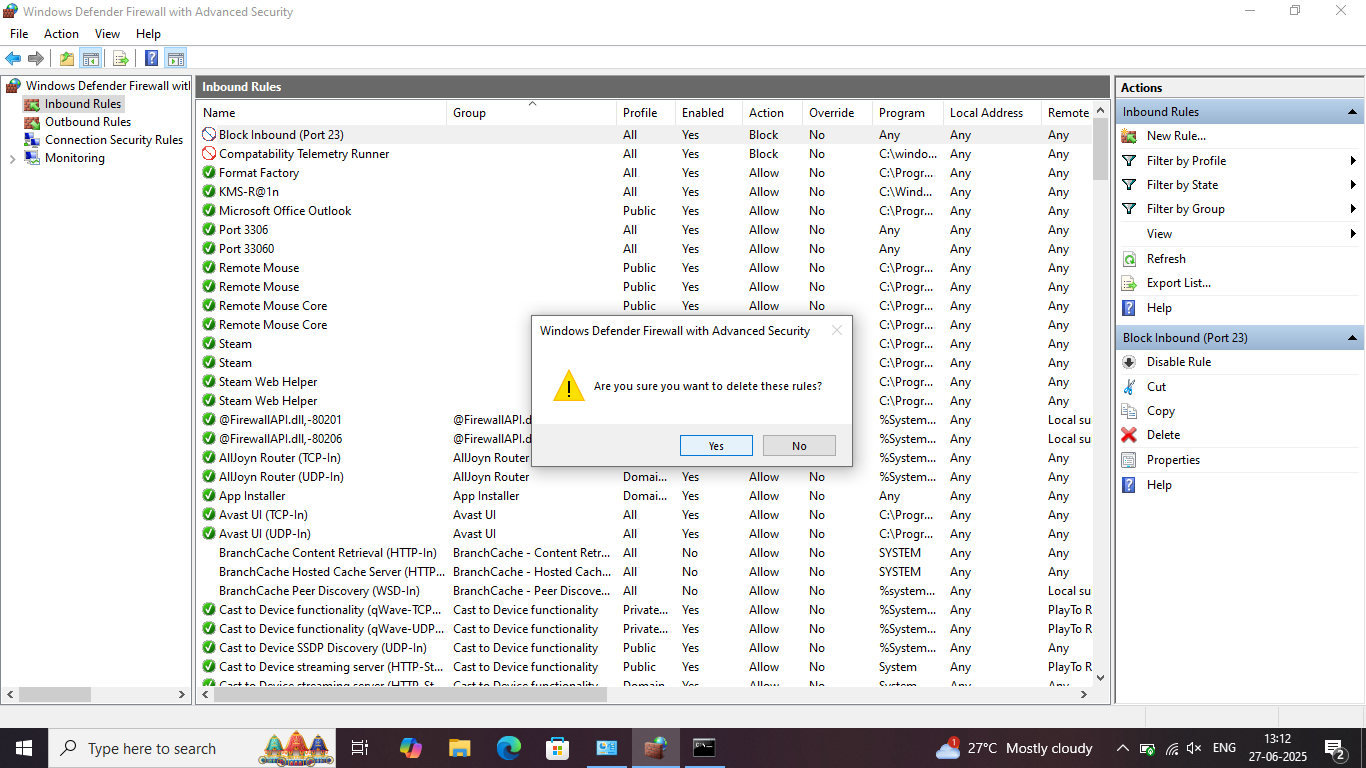 Windows Defender Firewall with Advanced Security
File Action View Help
Windows Defender Firewall wit
Inbound Rules
Outbound Rules
Connection Security Rules
Monitoring
Inbound Rules
Name Group Profile Enabled Action Override Program Local Address Remote
Block Inbound (Port 23) All Yes Block No Any Any Any
Compatability Telemetry Runner All Yes Block No C:\windo... Any Any
Format Factory All Yes Allow No C:\Progr... Any Any
KMS-R@1n All Yes Allow No C:\Wind... Any Any
Microsoft Office Outlook Public Yes Allow No C:\Progr... Any Any
Port 3306 All Yes Allow No Any Any Any
Port 33060 All Yes Allow No Any Any Any
Remote Mouse Public Yes Allow No C:\Progr... Any Any
Remote Mouse Public Yes Allow No C:\Progr... Any Any
Remote Mouse Core Public Yes Allow No C:\Progr... Any Any
Remote Mouse Core C:\Progr... Any Any
Steam C:\Progr... Any Any
Steam C:\Progr... Any Any
Steam Web Helper C:\Progr... Any Any
Steam Web Helper C:\Progr... Any Any
@FirewallAPI.dll,-80201 @FirewallAPI.d %System... Any Local su
@FirewallAPI.dll,-80206 @FirewallAPI.d %System... Any Local su
AllJoyn Router (TCP-In) AllJoyn Router %System... Any Any
AllJoyn Router (UDP-In) AllJoyn Router Domai... Yes Allow No %System... Any Any
App Installer App Installer Domai... Yes Allow No Any Any Any
Avast UI (TCP-In) Avast UI All Yes Allow No C:\Progr... Any Any
Avast UI (UDP-In) Avast UI All Yes Allow No C:\Progr... Any Any
BranchCache Content Retrieval (HTTP-In) BranchCache - Content Retr... All No Allow No SYSTEM Any Any
BranchCache Hosted Cache Server (HTTP... BranchCache - Hosted Cach... All No Allow No SYSTEM Any Any
BranchCache Peer Discovery (WSD-In) BranchCache - Peer Discove... All No Allow No %system... Any Local su
Cast to Device functionality (qWave-TCP... Cast to Device functionality Private... Yes Allow No %System... Any PlayTo R
Cast to Device functionality (qWave-UDP... Cast to Device functionality Private... Yes Allow No %System... Any PlayTo R
Cast to Device SSDP Discovery (UDP-In) Cast to Device functionality Public Yes Allow No %System... Any Any
Cast to Device streaming server (HTTP-St... Cast to Device functionality Public Yes Allow No System Any PlayTo R
Cast to Device streaming server (HTTP-St... Cast to Device functionality Domain Yes Allow No System Any Any
Windows Defender Firewall with Advanced Security
Are you sure you want to delete these rules?
Yes No
Actions
Inbound Rules
New Rule...
Filter by Profile
Filter by State
Filter by Group
View
Refresh
Export List...
Help
Block Inbound (Port 23)
Disable Rule
Cut
Copy
Delete
Properties
Help
Type here to search
1
27°C Mostly cloudy
ENG
13:12
27-06-2025
2